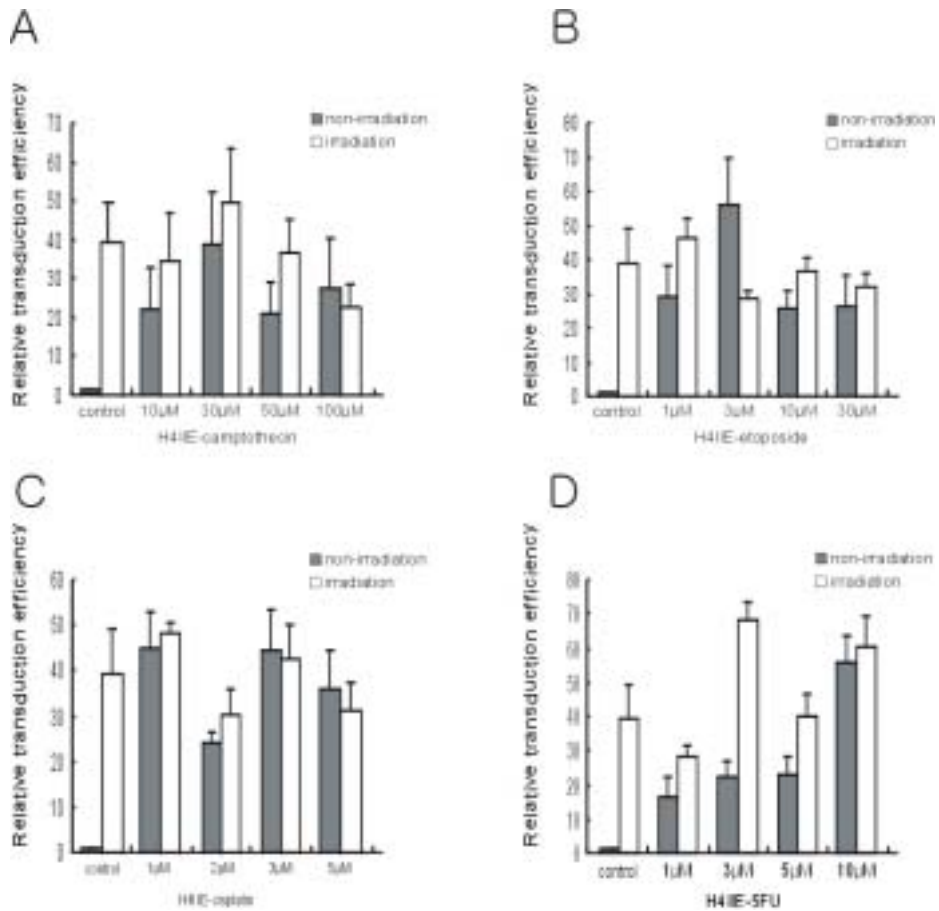 A
Relative transduction efficiency
70
60
50
40
30
20
10
0
non-irradiation
irradiation
control 10μM 30μM 50μM 100μM
H4IIE-camptothecin
B
Relative transduction efficiency
80
70
60
50
40
30
20
10
0
non-irradiation
irradiation
control 1μM 3μM 10μM 30μM
H4IIE-etoposide
C
Relative transduction efficiency
60
50
40
30
20
10
0
non-irradiation
irradiation
control 1μM 2μM 3μM 5μM
D
Relative transduction efficiency
80
70
60
50
40
30
20
10
0
non-irradiation
irradiation
control 1μM 3μM 5μM 10μM
H4IIE-5FU